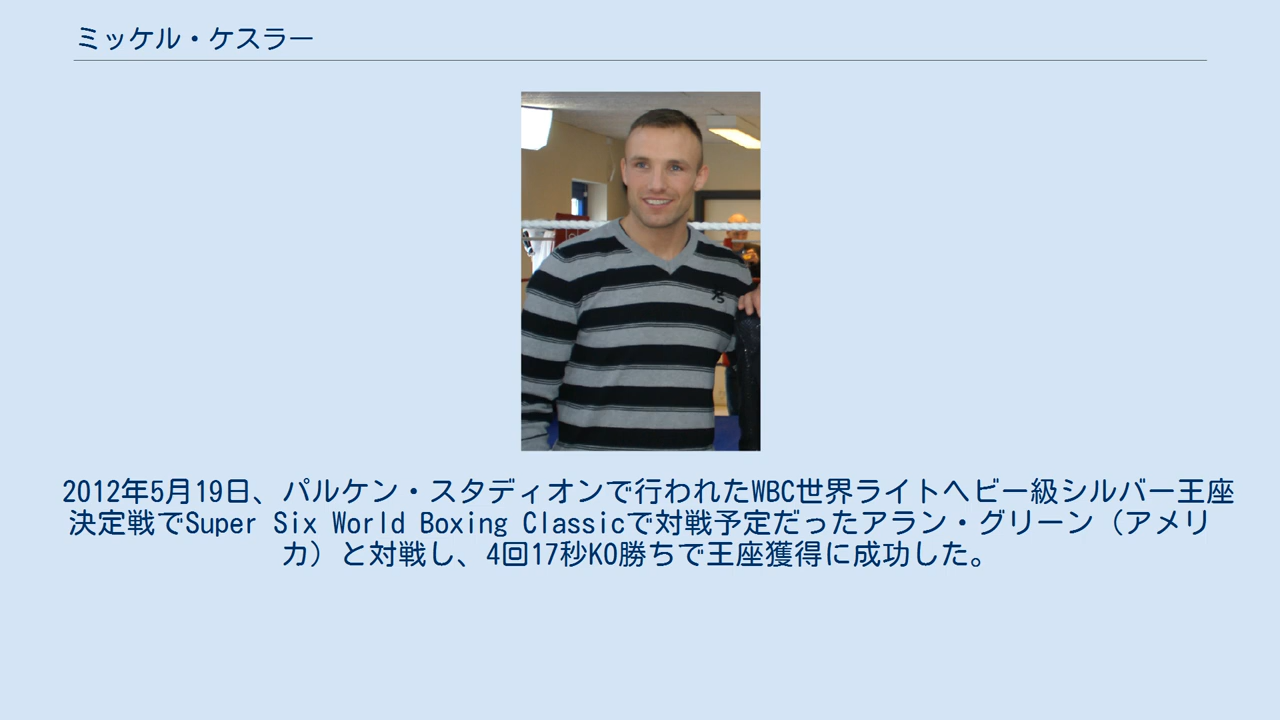 ミッケル・ケスラー
2012年5月19日、パルケン・スタディオンで行われたWBC世界ライトヘビー級シルバー王座
決定戦でSuper Six World Boxing Classicで対戦予定だったアラン・グリーン（アメリ
カ）と対戦し、4回17秒KO勝ちで王座獲得に成功した。